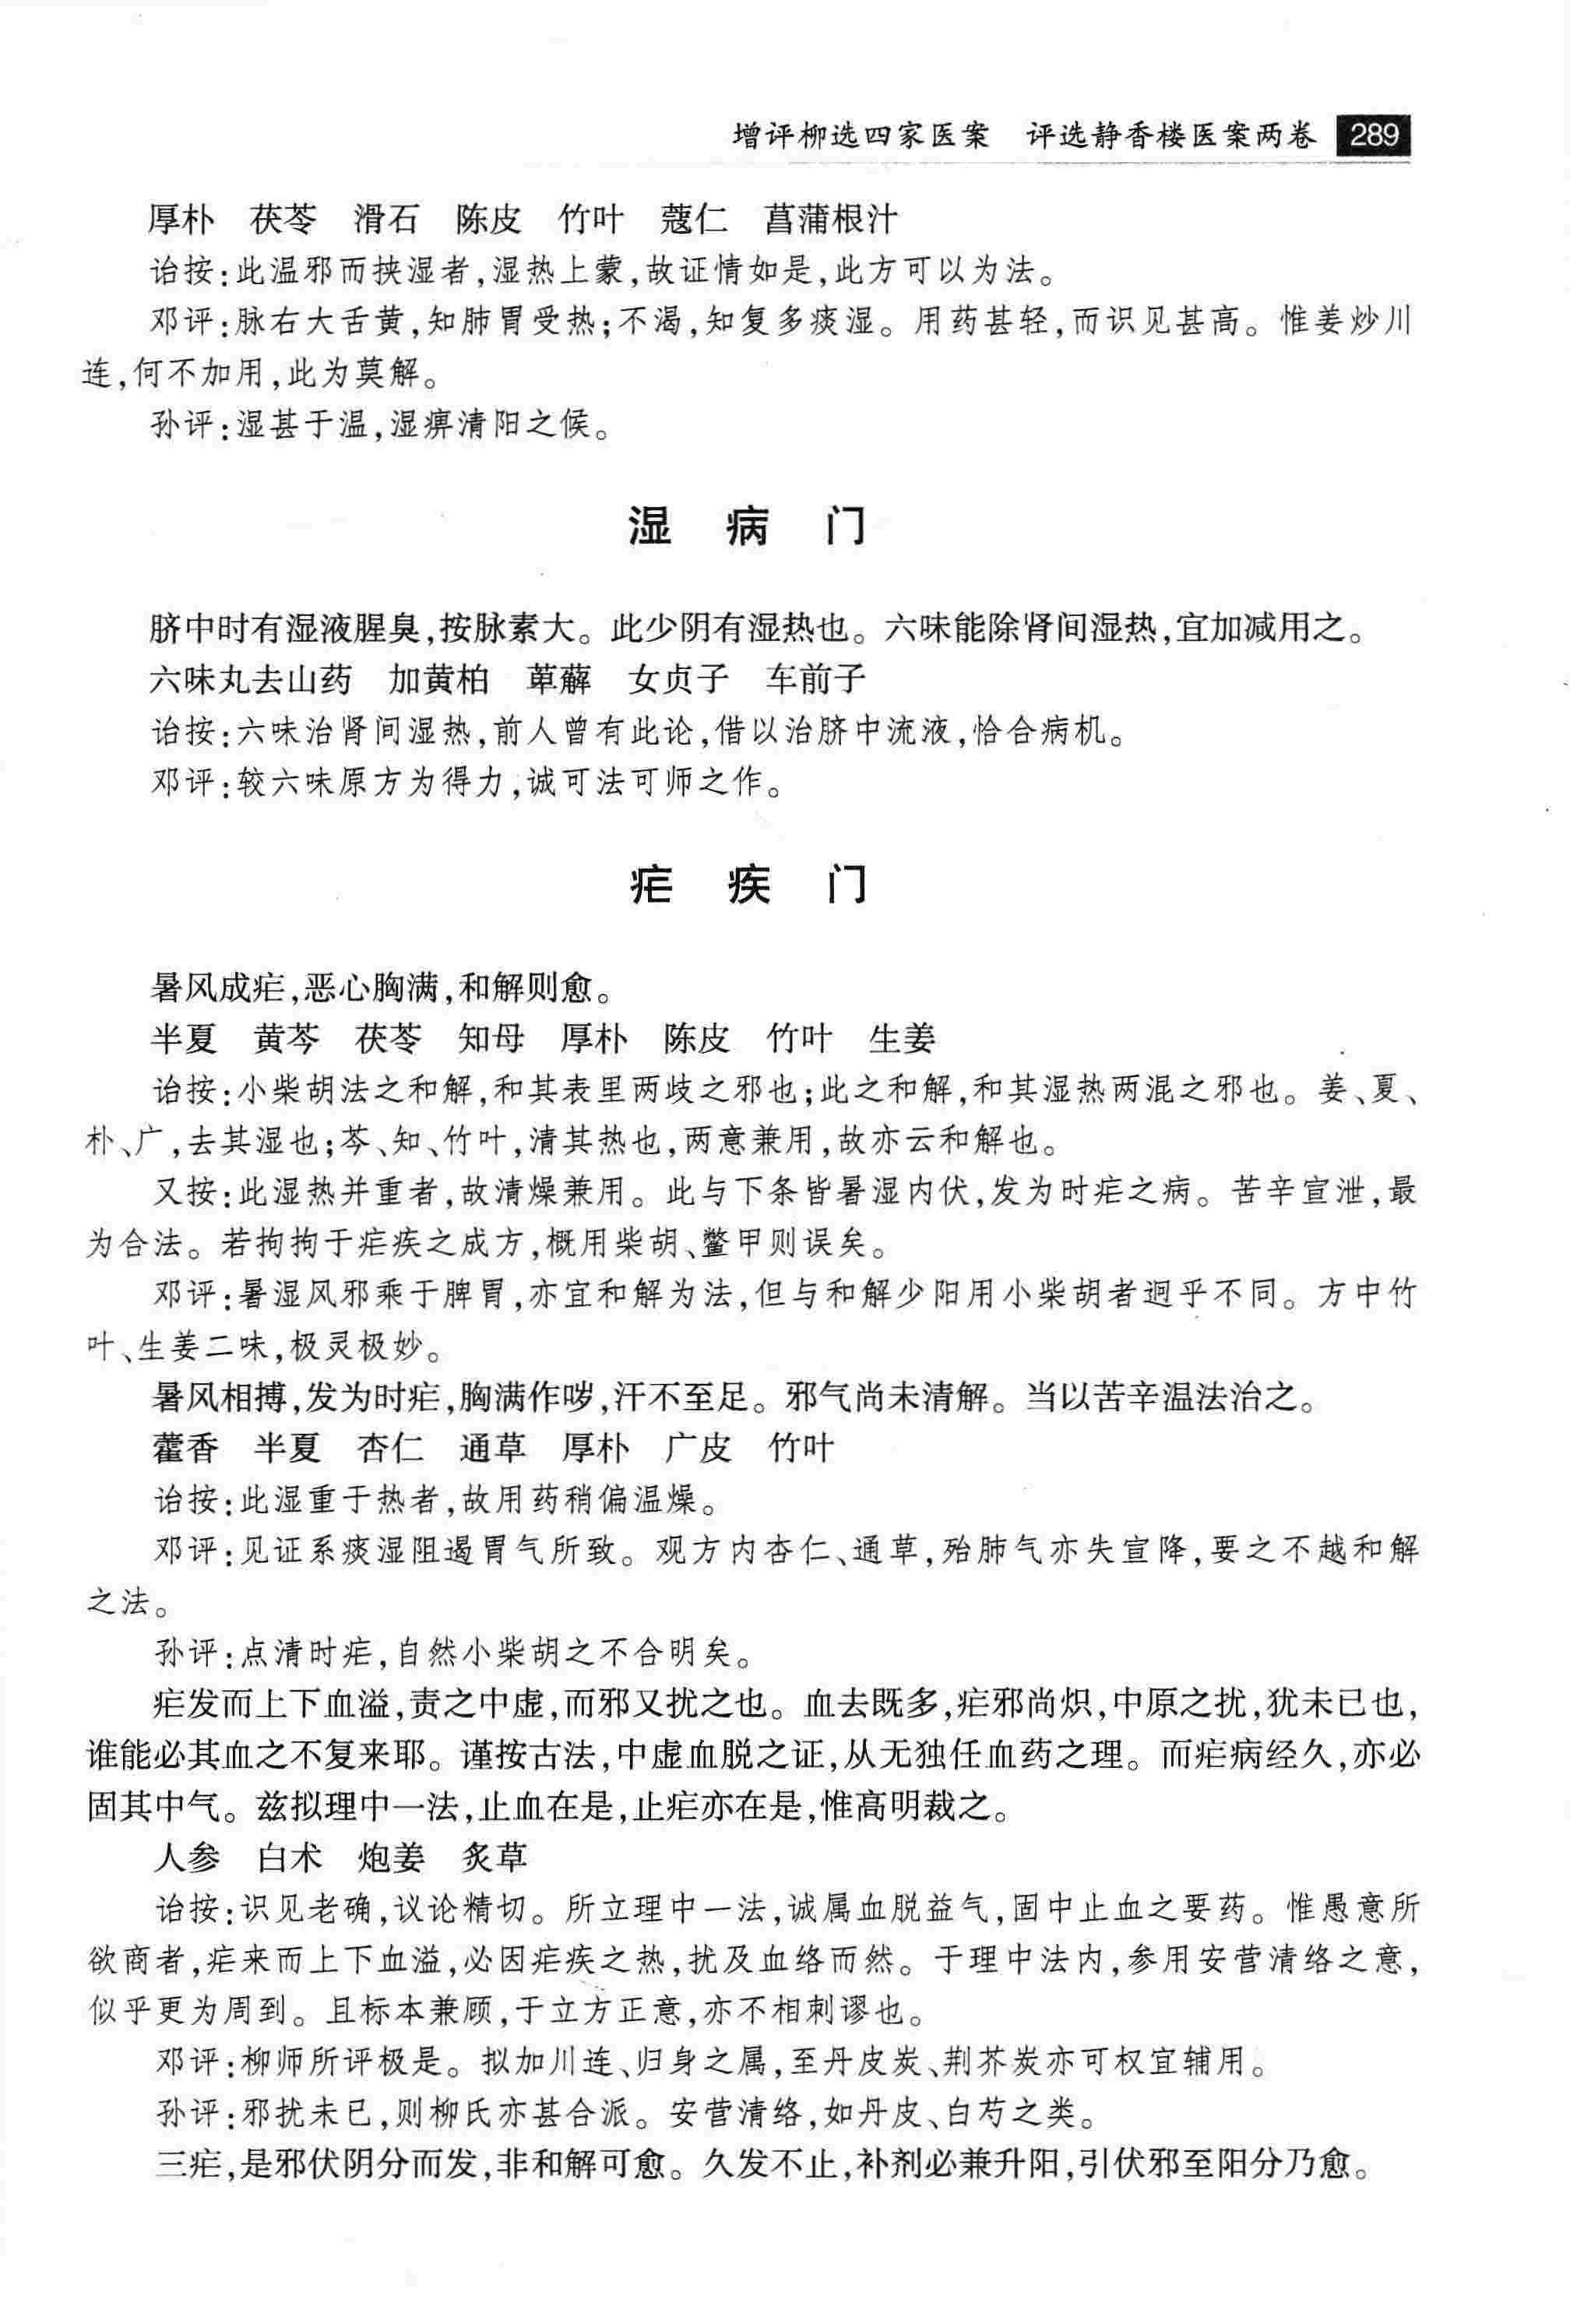 增评柳选四家医案　评选静香楼医案两卷　289
厚朴　茯苓　滑石　陈皮　竹叶　蔻仁　菖蒲根汁
诒按:此温邪而挟湿者,湿热上蒙,故证情如是,此方可以为法。
邓评:脉右大舌黄,知肺胃受热;不渴,知复多痰湿。用药甚轻,而识见甚高。惟姜炒川
连,何不加用,此为莫解。
孙评:湿甚于温,湿痹清阳之候。
湿　病　门
脐中时有湿液腥臭,按脉素大。此少阴有湿热也。六味能除肾间湿热,宜加减用之。
六味丸去山药　加黄柏　萆薢　女贞子　车前子
诒按:六味治肾间湿热,前人曾有此论,借以治脐中流液,恰合病机。
邓评:较六味原方为得力,诚可法可师之作。
疟　疾　门
暑风成疟,恶心胸满,和解则愈。
半夏　黄芩　茯苓　知母　厚朴　陈皮　竹叶　生姜
诒按:小柴胡法之和解,和其表里两歧之邪也;此之和解,和其湿热两混之邪也。姜、夏、
朴、广,去其湿也;芩、知、竹叶,清其热也,两意兼用,故亦云和解也。
又按:此湿热并重者,故清燥兼用。此与下条皆暑湿内伏,发为时疟之病。苦辛宣泄,最
为合法。若拘拘于疟疾之成方,概用柴胡、鳖甲则误矣。
邓评:暑湿风邪乘于脾胃,亦宜和解为法,但与和解少阳用小柴胡者迥乎不同。方中竹
叶、生姜二味,极灵极妙。
暑风相搏,发为时疟,胸满作哕,汗不至足。邪气尚未清解。当以苦辛温法治之。
藿香　半夏　杏仁　通草　厚朴　广皮　竹叶
诒按:此湿重于热者,故用药稍偏温燥。
邓评:见证系痰湿阻遏胃气所致。观方内杏仁、通草,殆肺气亦失宣降,要之不越和解
之法。
孙评:点清时疟,自然小柴胡之不合明矣。
疟发而上下血溢,责之中虚,而邪又扰之也。血去既多,疟邪尚炽,中原之扰,犹未已也,
谁能必其血之不复来耶。谨按古法,中虚血脱之证,从无独任血药之理。而疟病经久,亦必
固其中气。兹拟理中一法,止血在是,止疟亦在是,惟高明裁之。
人参　白术　炮姜　炙草
诒按:识见老确,议论精切。所立理中一法,诚属血脱益气,固中止血之要药。惟愚意所
欲商者,疟来而上下血溢,必因疟疾之热,扰及血络而然。于理中法内,参用安营清络之意,
似乎更为周到。且标本兼顾,于立方正意,亦不相刺谬也。
邓评:柳师所评极是。拟加川连、归身之属,至丹皮炭、荆芥炭亦可权宜辅用。
孙评:邪扰未已,则柳氏亦甚合派。安营清络,如丹皮、白芍之类。
三疟,是邪伏阴分而发,非和解可愈。久发不止,补剂必兼升阳,引伏邪至阳分乃愈。